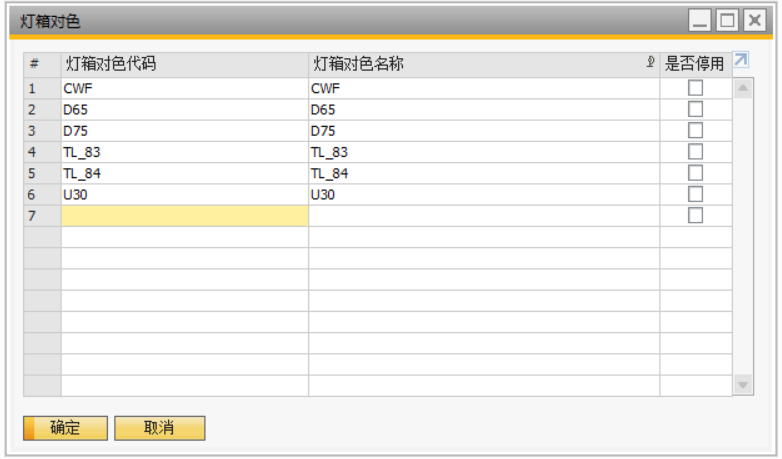 灯箱对色
# 灯箱对色代码 灯箱对色名称 是否停用
1 CWF CWF
2 D65 D65
3 D75 D75
4 TL_83 TL_83
5 TL_84 TL_84
6 U30 U30
7
确定 取消